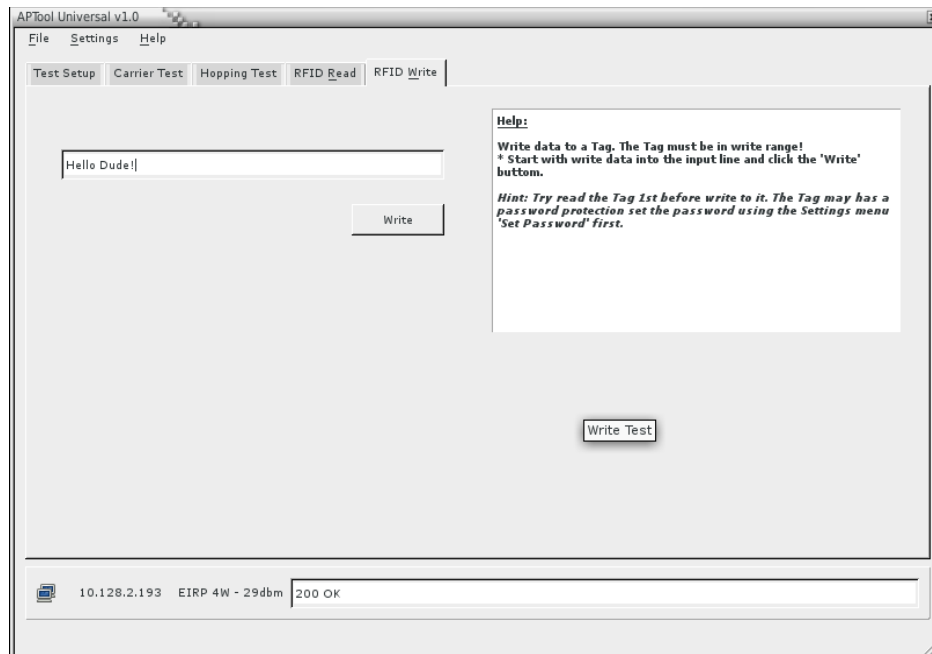 APTool Universal v1.0
File Settings Help
Test Setup Carrier Test Hopping Test RFID Read RFID Write
Hello Dude!
Write
Help:
Write data to a Tag. The Tag must be in write range!
* Start with write data into the input line and click the 'Write'
buttom.
Hint: Try read the Tag 1st before write to it. The Tag may has a
password protection set the password using the Settings menu
'Set Password' first.
Write Test
10.128.2.193 EIRP 4W - 29dbm 200 OK